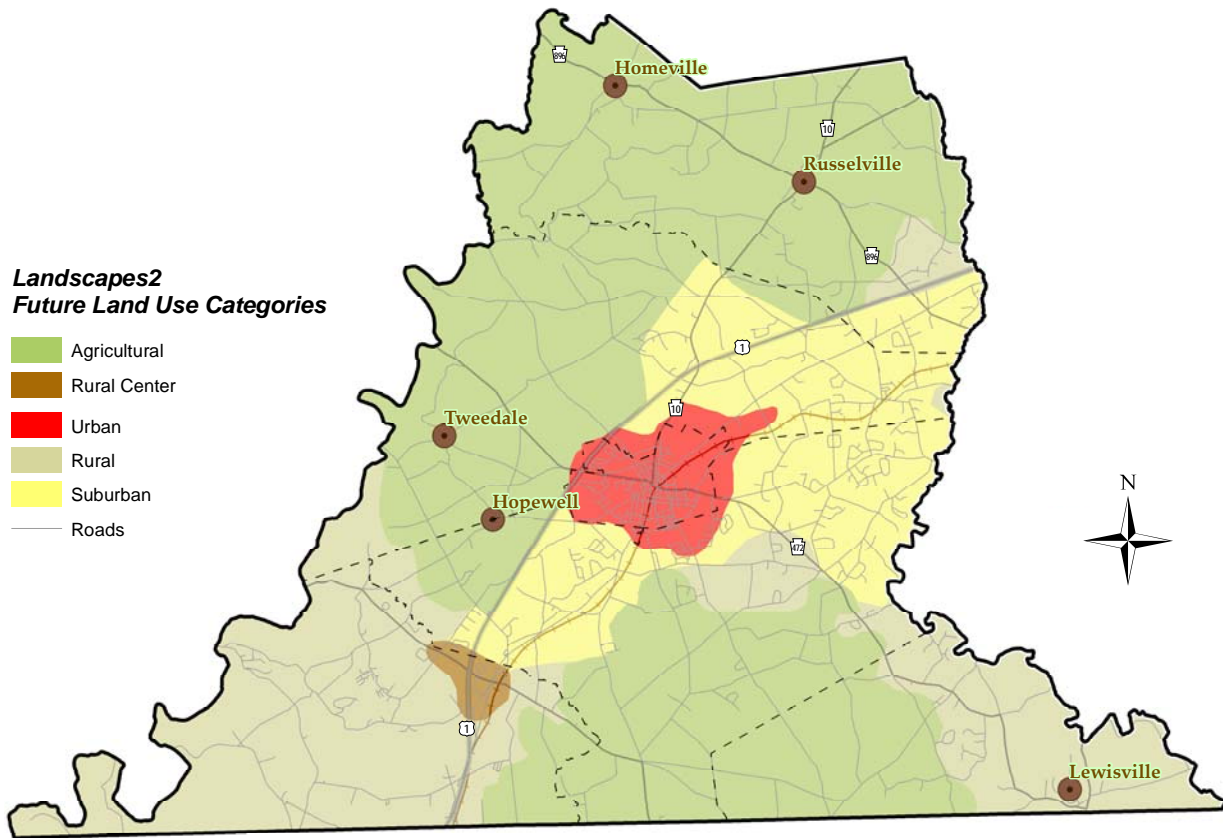 896
Homeville
10
Russelville
896
Landscapes2
Future Land Use Categories
Agricultural
Rural Center
Urban
Rural
Suburban
Roads
1
10
Tweedale
Hopewell
N
472
1
Lewisville